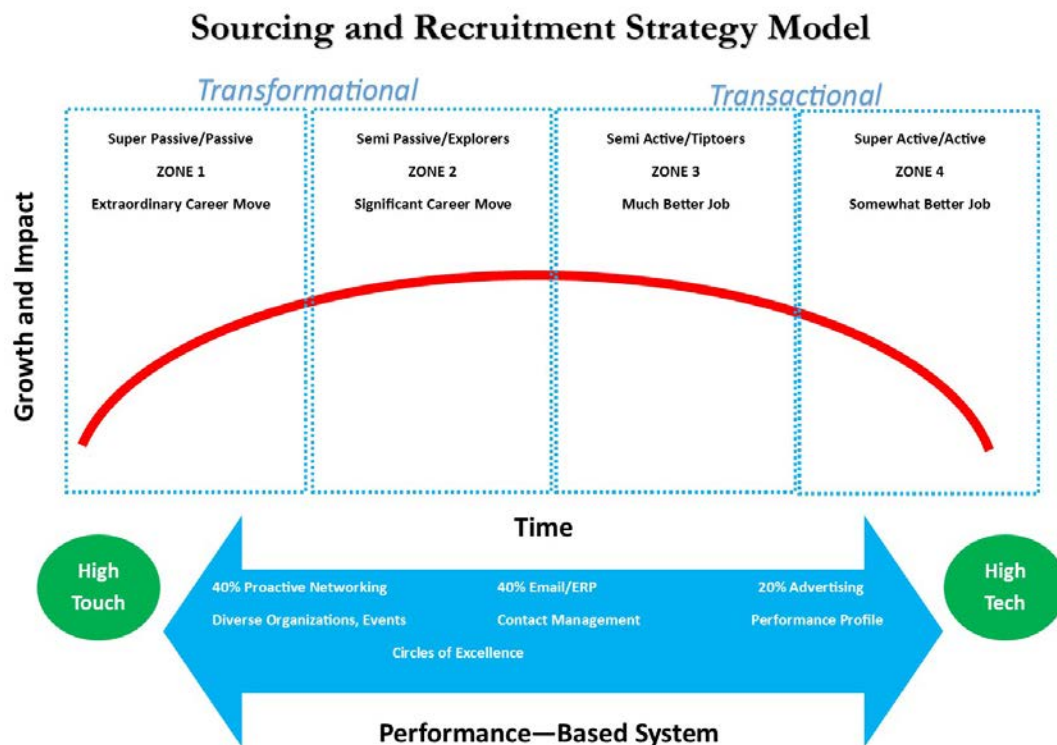 Sourcing and Recruitment Strategy Model
Transformational
Transactional
Super Passive/Passive
ZONE 1
Extraordinary Career Move
Semi Passive/Explorers
ZONE 2
Significant Career Move
Semi Active/Tiptoers
ZONE 3
Much Better Job
Super Active/Active
ZONE 4
Somewhat Better Job
Growth and Impact
Time
High
Touch
40% Proactive Networking
40% Email/ERP
20% Advertising
Diverse Organizations, Events
Contact Management
Performance Profile
Circles of Excellence
High
Tech
Performance—Based System